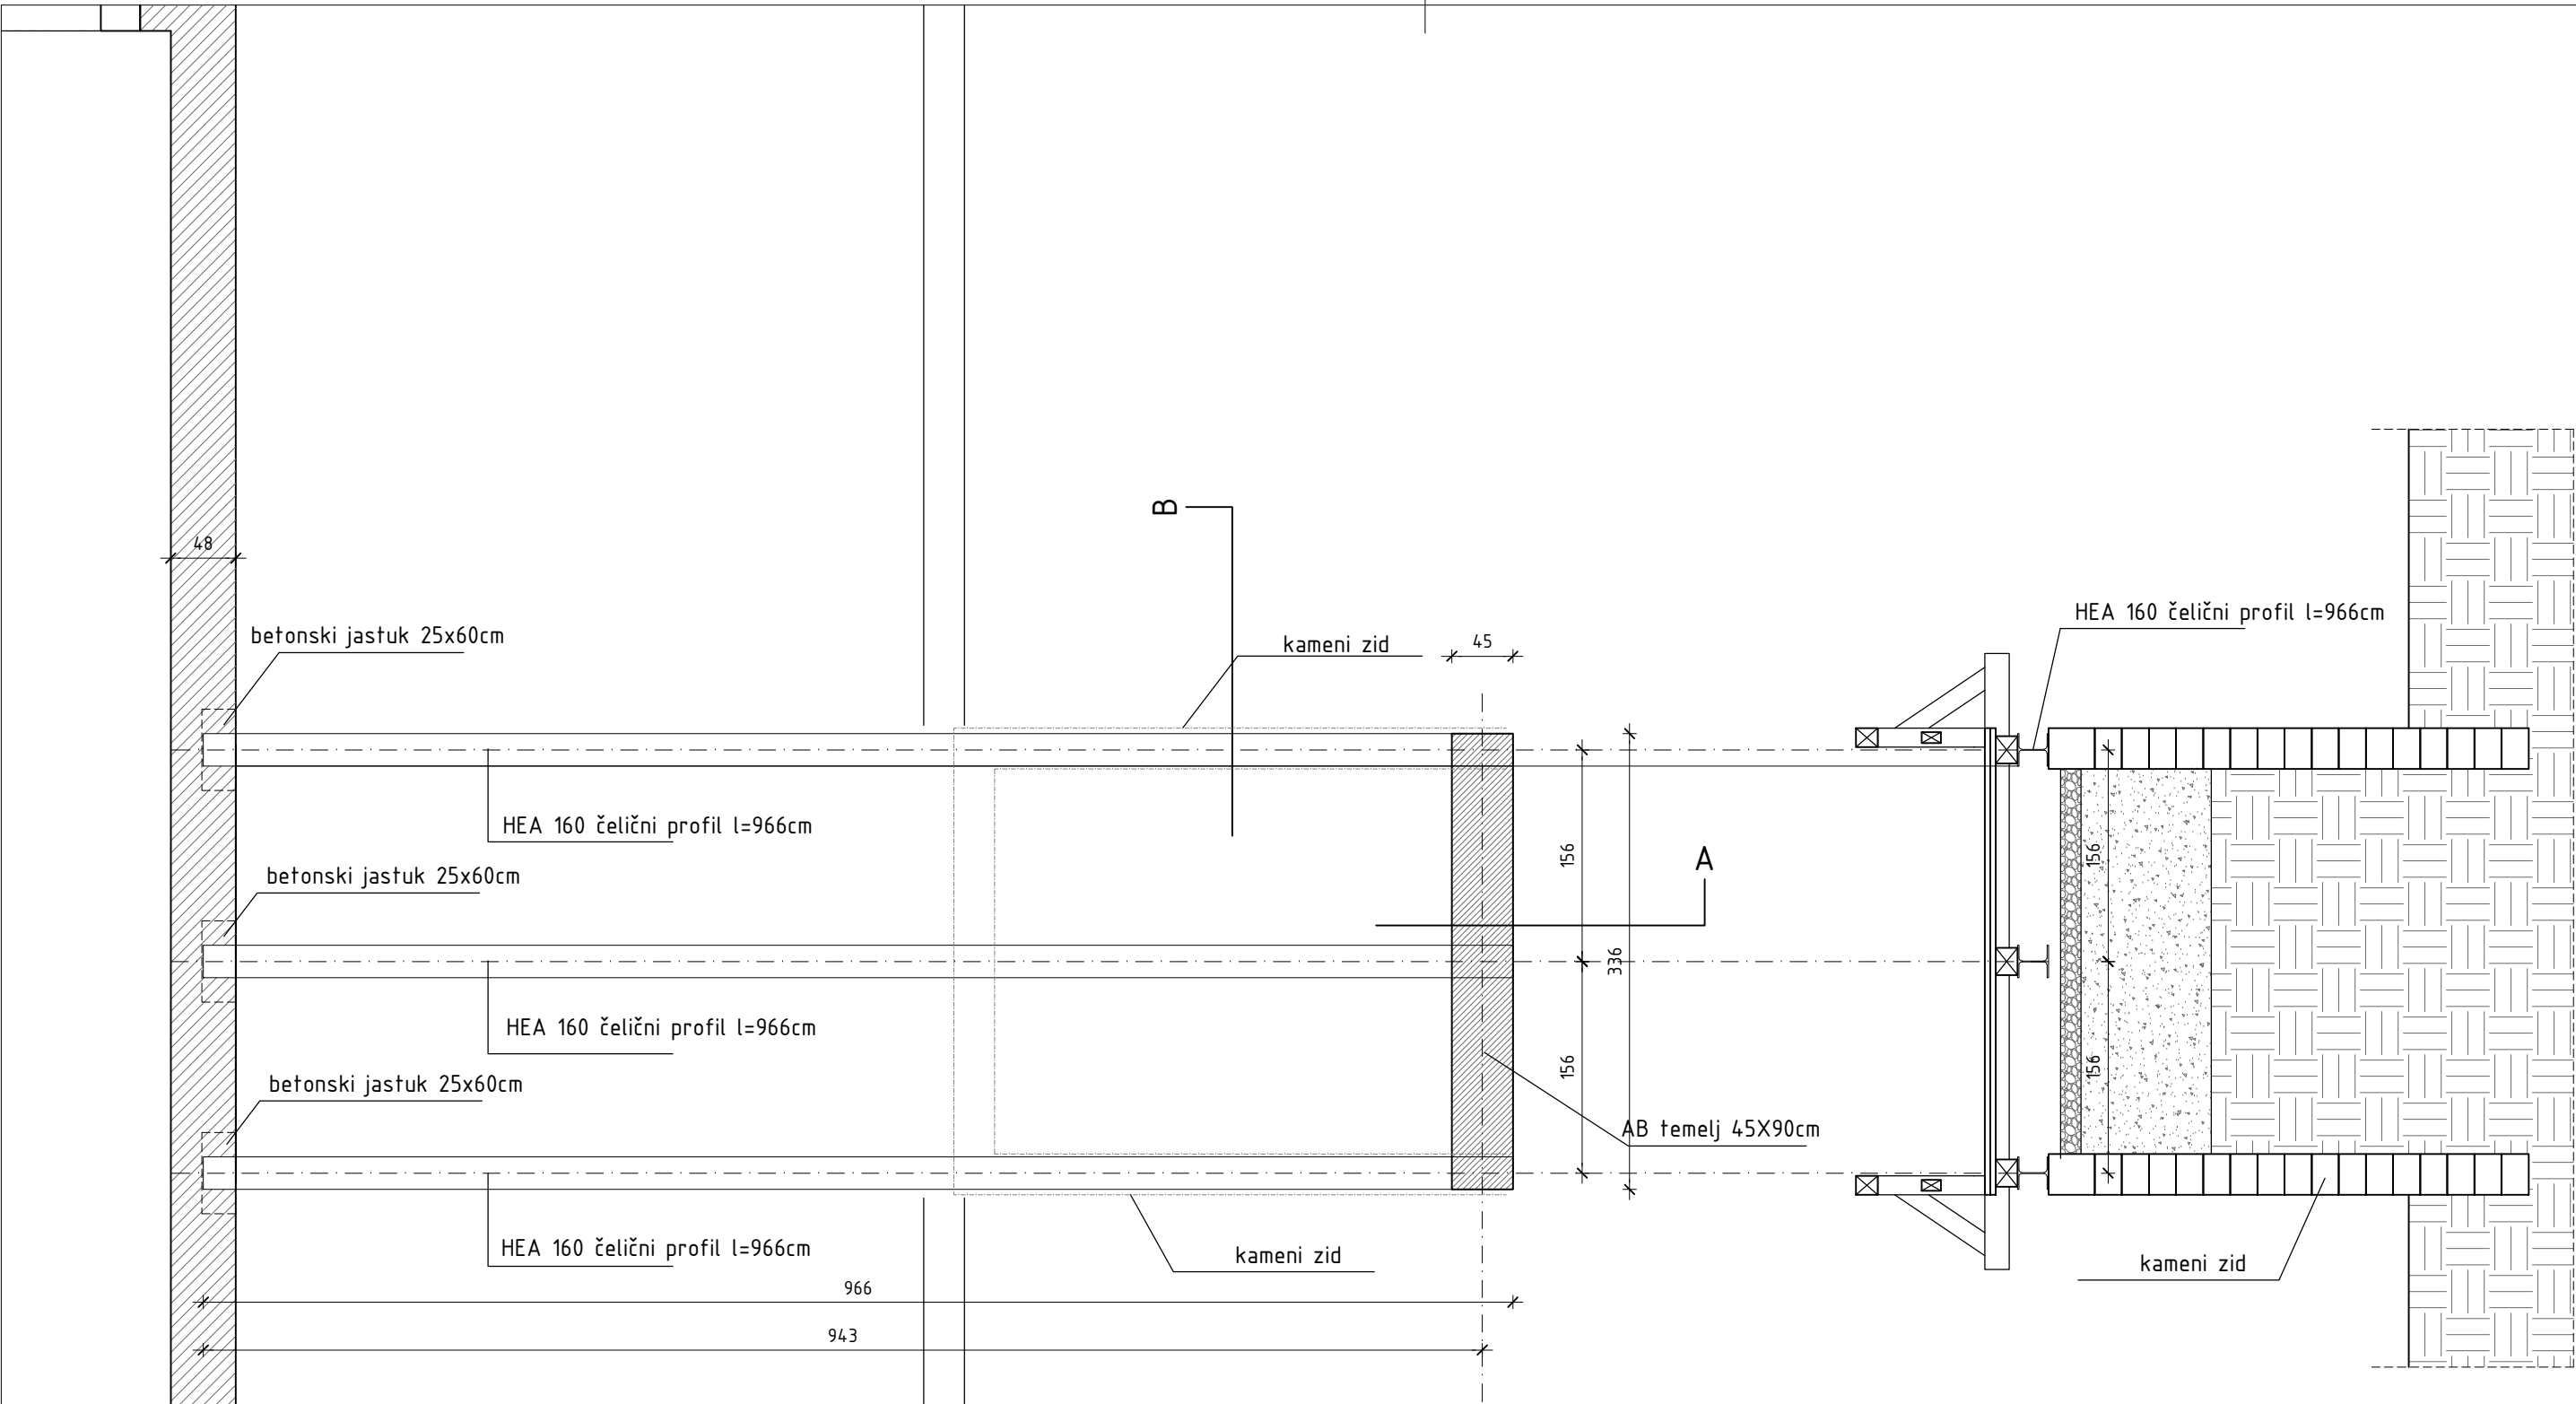 B
48
HEA 160 čelični profil l=966cm
betonski jastuk 25x60cm
kameni zid
45
HEA 160 čelični profil l=966cm
156
A
156
betonski jastuk 25x60cm
336
HEA 160 čelični profil l=966cm
156
156
betonski jastuk 25x60cm
AB temelj 45X90cm
HEA 160 čelični profil l=966cm
kameni zid
kameni zid
966
943